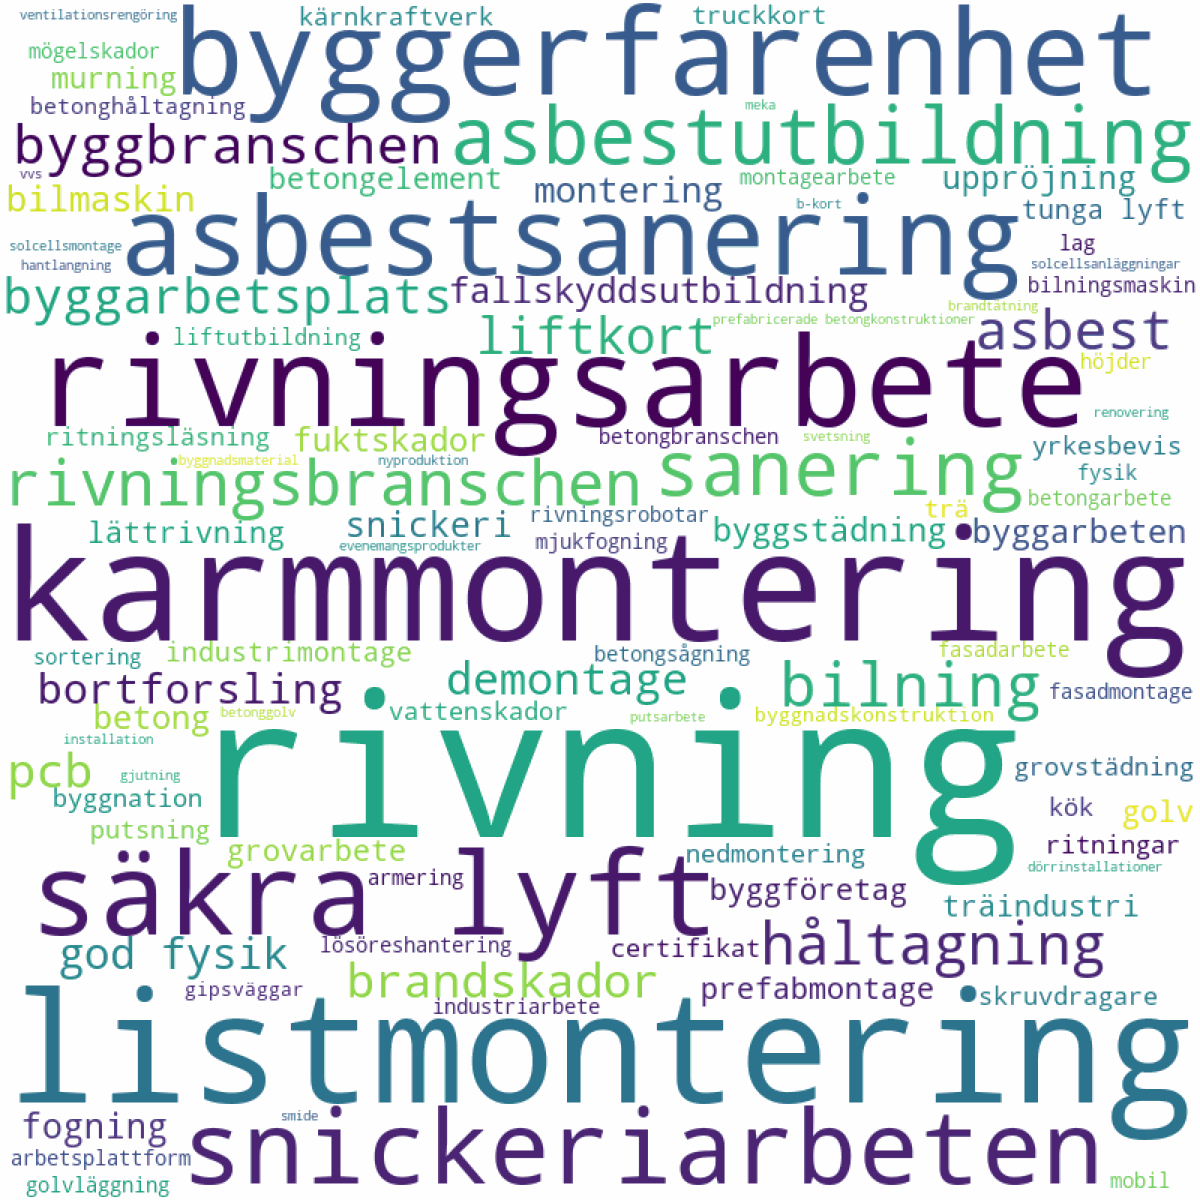 ventilationsrengöring
kärnkraftverk
truckkort
byggerfarenhet
mögelskador
murning
betonghåltagning
meka
asbestutbildning
byggbranschen
vvs
betongelement
montering
montagearbete
uppröjning
bilmaskin
asbestsanering
b-kort
tunga lyft
solcellsmontage
lag
hantlangning
solcellsanläggningar
byggarbetsplats
fallskyddsutbildning
bilningsmaskin
brandtätning
liftutbildning
liftkort
prefabricerade betongkonstruktioner
asbest
rivningsarbete
höjder
renovering
ritningsläsning
fuktskador
betongbranschen
svetsning
yrkesbevis
byggnadsmaterial
nyproduktion
rivningsbranschen
sanering
fysik
betongarbete
lättrivning
snickeri
rivningsrobotar
trä
byggstädning
byggarbeten
evenemangsprodukter
mjukfogning
karmmontering
sortering
industrimontage
betongsågning
fasadarbete
bortforsling
demontage
bilning
fasadmontage
betong
betonggolv
vattenskador
putsarbete
byggnadskonstruktion
installation
rivning
pcb
gjutning
grovstädning
byggnation
kök
golv
putsning
grovarbete
nedmontering
ritningar
dörrinstallationer
säkra lyft
armering
byggföretag
träindustri
god fysik
lösöreshantering
certifikat
håltagning
gipsväggar
brandskador
prefabmontage
skruvdragare
industriarbete
listmontering
fogning
smide
snickeriarbeten
arbetsplattform
golvläggning
mobil